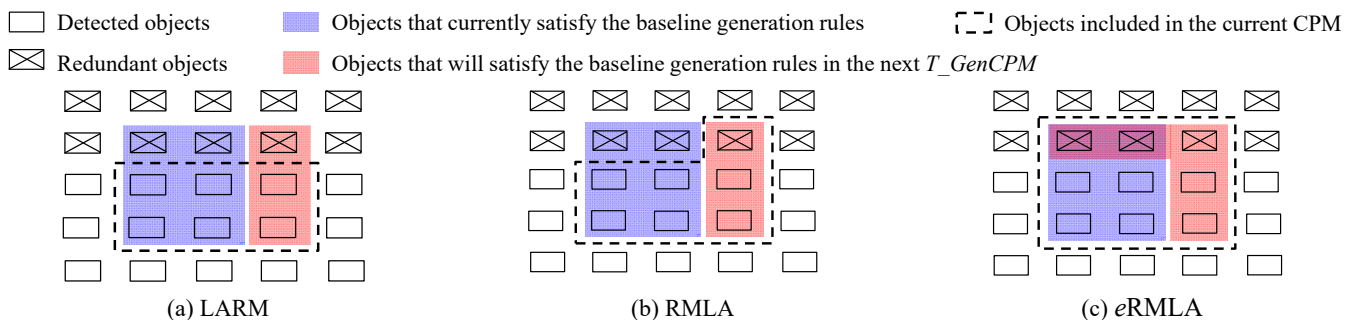 Detected objects Objects that currently satisfy the baseline generation rules Objects included in the current CPM
Redundant objects Objects that will satisfy the baseline generation rules in the next T_GenCPM
(a) LARM (b) RMLA (c) eRMLA